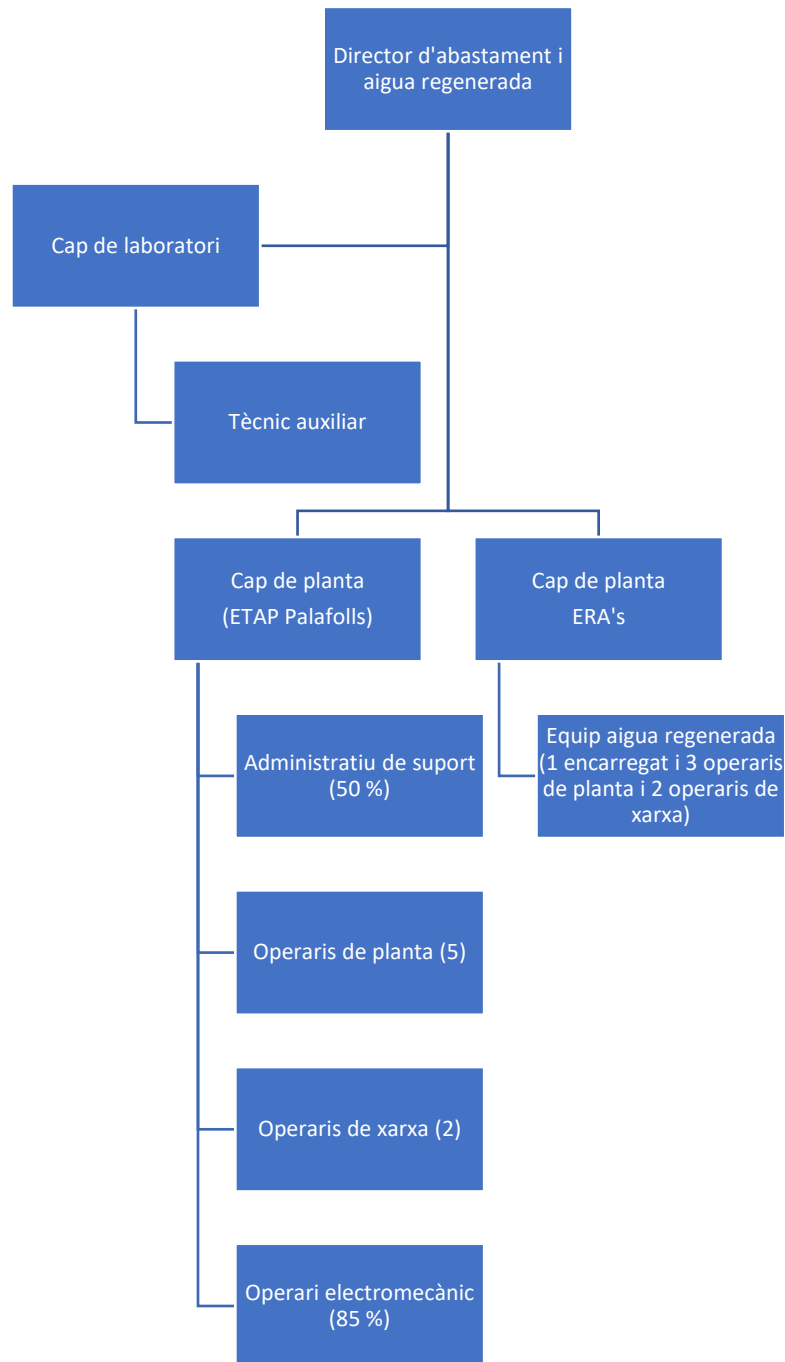 Director d'abastament i
aigua regenerada
Cap de laboratori
Tècnic auxiliar
Cap de planta
(ETAP Palafolls)
Cap de planta
ERA's
Administratiu de suport
(50 %)
Equip aigua regenerada
(1 encarregat i 3 operaris
de planta i 2 operaris de
xarxa)
Operaris de planta (5)
Operaris de xarxa (2)
Operari electromecànic
(85 %)